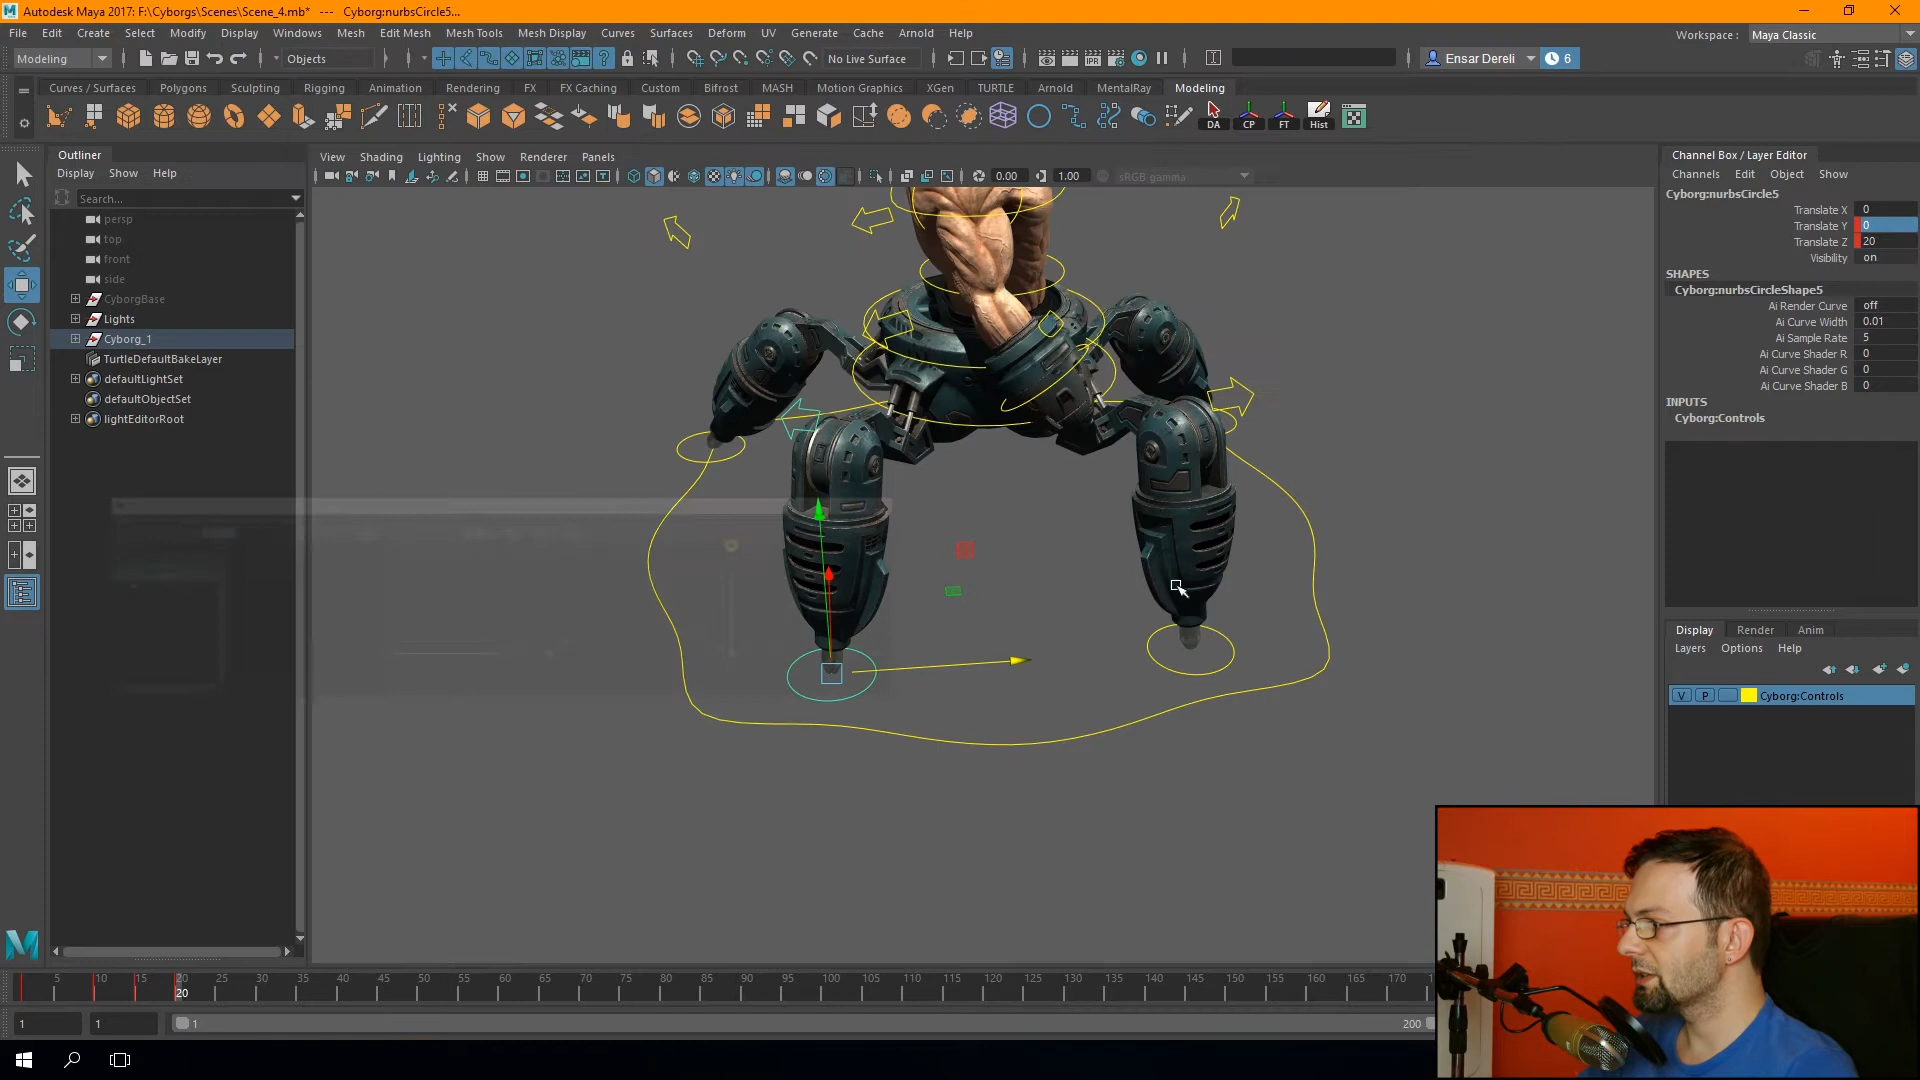 Autodesk Maya 2017: F:\Cyborgs\Scenes\Scene_4.mb*   ---   Cyborg:nurbsCircle5...
File Edit Create Select Modify Display Windows Mesh Edit Mesh Mesh Tools Mesh Display Curves Surfaces Deform UV Generate Cache Arnold Help
Workspace : Maya Classic
Modeling Objects No Live Surface IPR Ensar Dereli 6
Curves / Surfaces Polygons Sculpting Rigging Animation Rendering FX FX Caching Custom Bifrost MASH Motion Graphics XGen TURTLE Arnold MentalRay Modeling
DA CP FT Hist
Outliner
Display Show Help
Search...
persp
top
front
side
CyborgBase
Lights
Cyborg_1
TurtleDefaultBakeLayer
defaultLightSet
defaultObjectSet
lightEditorRoot
View Shading Lighting Show Renderer Panels
0.00 1.00 sRGB gamma
Channel Box / Layer Editor
Channels Edit Object Show
Cyborg:nurbsCircle5
Translate X 0
Translate Y 0
Translate Z 20
Visibility on
SHAPES
Cyborg:nurbsCircleShape5
Ai Render Curve off
Ai Curve Width 0.01
Ai Sample Rate 5
Ai Curve Shader R 0
Ai Curve Shader G 0
Ai Curve Shader B 0
INPUTS
Cyborg:Controls
Display Render Anim
Layers Options Help
V P Cyborg:Controls
5 10 15 20 25 30 35 40 45 50 55 60 65 70 75 80 85 90 95 100 105 110 115 120 125 130 135 140 145 150 155 160 165 170
20
1 1 1 200